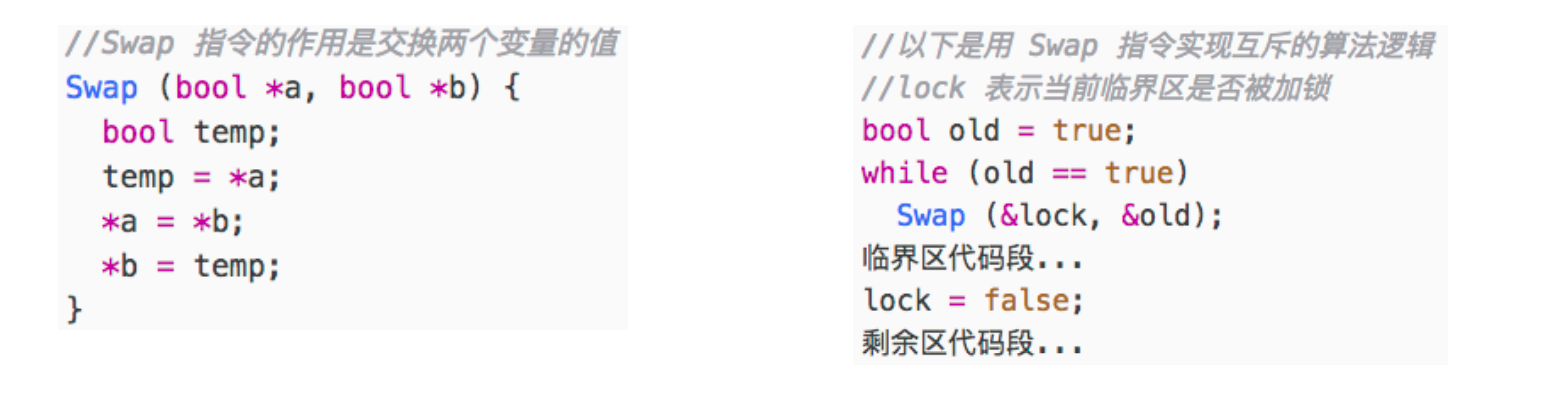 //Swap 指令的作用是交换两个变量的值
Swap (bool *a, bool *b) {
  bool temp;
  temp = *a;
  *a = *b;
  *b = temp;
}
//以下是用 Swap 指令实现互斥的算法逻辑
//lock 表示当前临界区是否被加锁
bool old = true;
while (old == true)
  Swap (&lock, &old);
临界区代码段...
lock = false;
剩余区代码段...